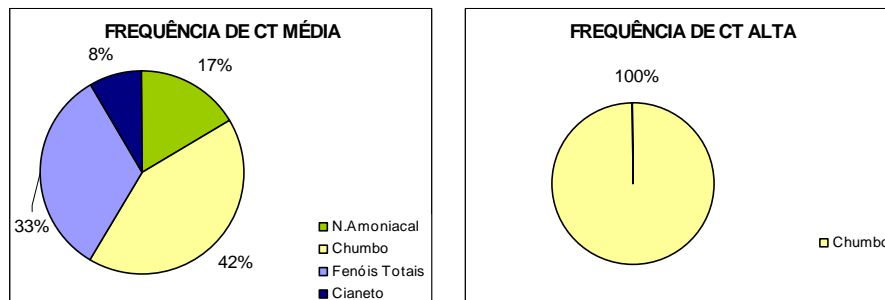 FREQUÊNCIA DE CT MÉDIA
8%
17%
33%
42%
N.Amoniacal
Chumbo
Fenóis Totais
Cianeto
FREQUÊNCIA DE CT ALTA
100%
Chumbo